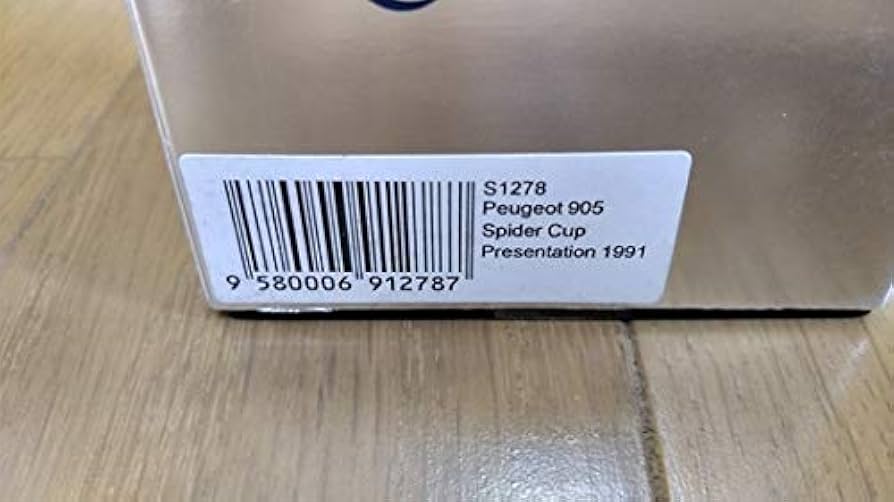 S1278
Peugeot 905
Spider Cup
Presentation 1991
9 580006 912787